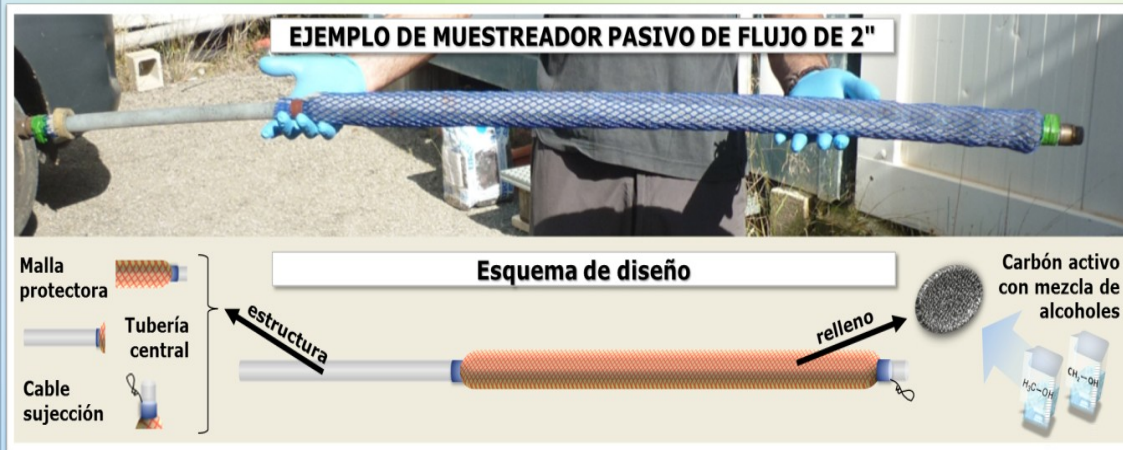 EJEMPLO DE MUESTREADOR PASIVO DE FLUJO DE 2"
Esquema de diseño
Malla
protectora
Tubería
central
Cable
sujección
estructura
relleno
Carbón activo
con mezcla de
alcoholes
H₃C-OH
CH₃-OH